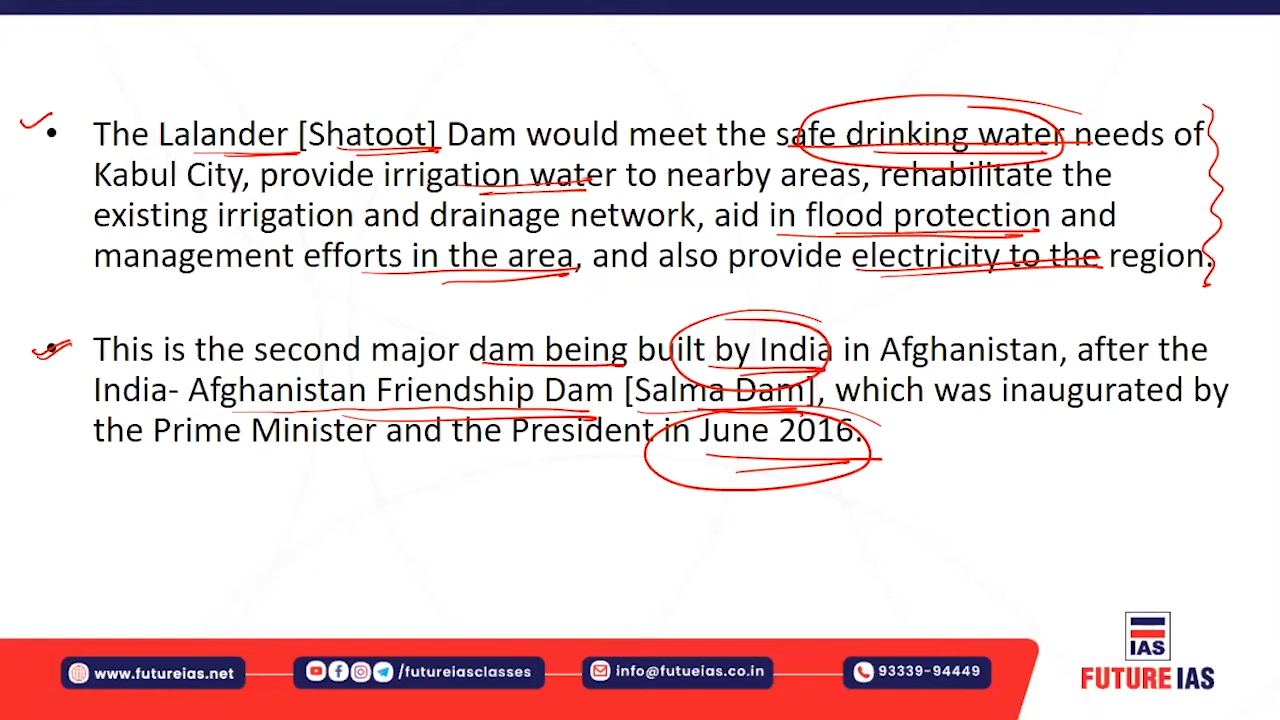 • The Lalander [Shatoot] Dam would meet the safe drinking water needs of
Kabul City, provide irrigation water to nearby areas, rehabilitate the
existing irrigation and drainage network, aid in flood protection and
management efforts in the area, and also provide electricity to the region.
• This is the second major dam being built by India in Afghanistan, after the
India- Afghanistan Friendship Dam [Salma Dam], which was inaugurated by
the Prime Minister and the President in June 2016.
IAS
FUTURE IAS
www.futureias.net
/futureiasclasses
info@futueias.co.in
93339-94449